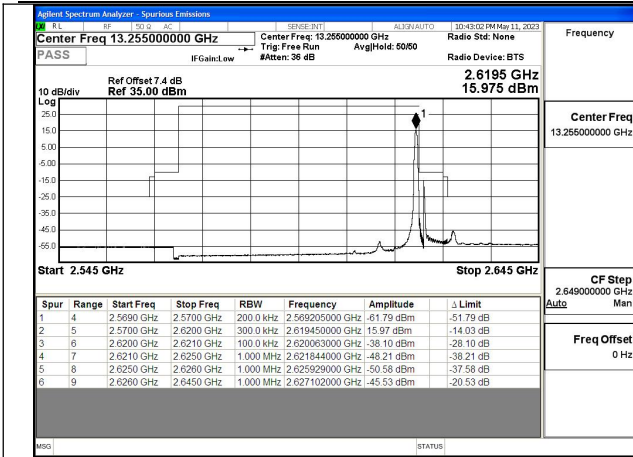 Agilent Spectrum Analyzer - Spurious Emissions
RL RF 50 Ω AC SENSE:INT ALIGN AUTO 10:43:02 PM May 11, 2023
Center Freq 13.255000000 GHz
Center Freq: 13.255000000 GHz
Radio Std: None
PASS
IFGain:Low
Trig: Free Run Avg|Hold: 50/50
#Atten: 36 dB
Radio Device: BTS
Frequency
Ref Offset 7.4 dB
2.6195 GHz
10 dB/div Ref 35.00 dBm
15.975 dBm
Log
25.0
15.0
5.00
-5.00
-15.0
-25.0
-35.0
-45.0
-55.0
1
Start 2.545 GHz
Stop 2.645 GHz
Center Freq
13.255000000 GHz
CF Step
2.649000000 GHz
Auto Man
Freq Offset
0 Hz
Spur Range Start Freq Stop Freq RBW Frequency Amplitude Δ Limit
1 4 2.5690 GHz 2.5700 GHz 200.0 kHz 2.569205000 GHz -61.79 dBm -51.79 dB
2 5 2.5700 GHz 2.6200 GHz 300.0 kHz 2.619450000 GHz 15.97 dBm -14.03 dB
3 6 2.6200 GHz 2.6210 GHz 100.0 kHz 2.620063000 GHz -38.10 dBm -28.10 dB
4 7 2.6210 GHz 2.6250 GHz 1.000 MHz 2.621844000 GHz -48.21 dBm -38.21 dB
5 8 2.6250 GHz 2.6260 GHz 1.000 MHz 2.625929000 GHz -50.58 dBm -37.58 dB
6 9 2.6260 GHz 2.6450 GHz 1.000 MHz 2.627102000 GHz -45.53 dBm -20.53 dB
MSG
STATUS